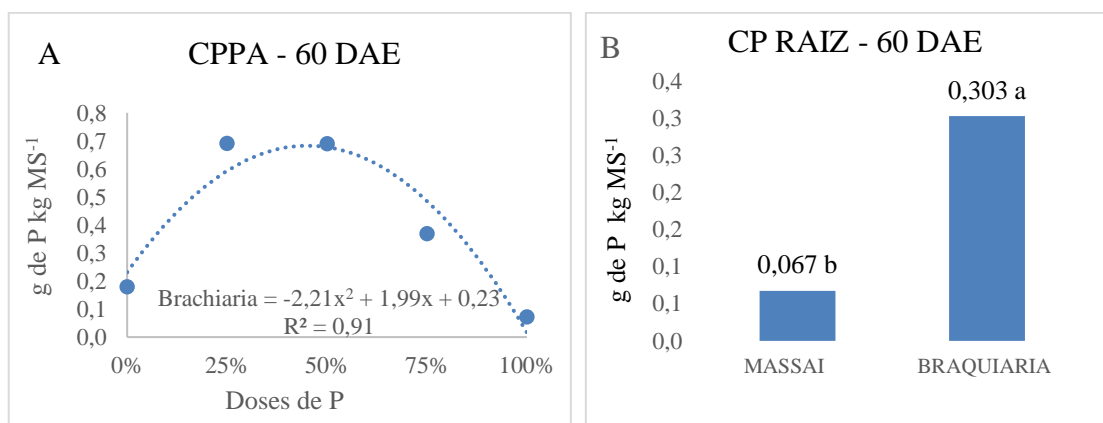 A
CPPA - 60 DAE
g de P kg MS⁻¹
0,8
0,7
0,6
0,5
0,4
0,3
0,2
0,1
0,0
Brachiaria = -2,21x² + 1,99x + 0,23
R² = 0,91
0% 25% 50% 75% 100%
Doses de P
B
CP RAIZ - 60 DAE
g de P kg MS⁻¹
0,4
0,3
0,3
0,2
0,2
0,1
0,1
0,0
0,067 b
0,303 a
MASSAI BRAQUIARIA